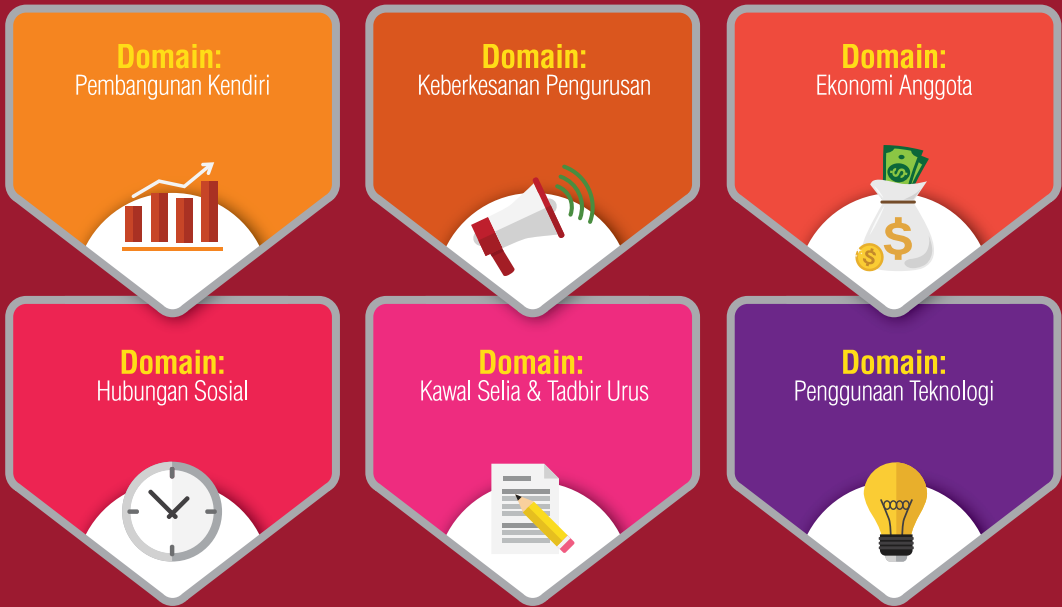 Domain:
Pembangunan Kendiri
Domain:
Keberkesanan Pengurusan
Domain:
Ekonomi Anggota
Domain:
Hubungan Sosial
Domain:
Kawal Selia & Tadbir Urus
Domain:
Penggunaan Teknologi